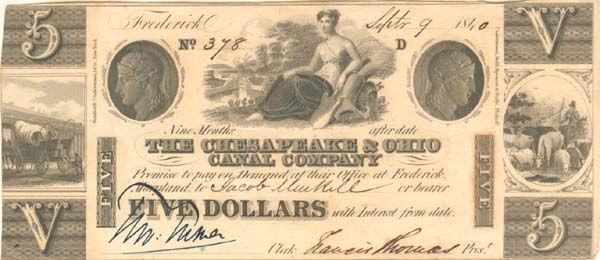 5
V
Frederick Septr 9 1840
No 378 D
Nine Months after date
THE CHESAPEAKE & OHIO
CANAL COMPANY
Promise to pay on Demand at their Office at Frederick,
Maryland, to Jacob or bearer
FIVE DOLLARS with Interest from date.
Clerk. Francis Thomas Prest.
FIVE
FIVE
V
5